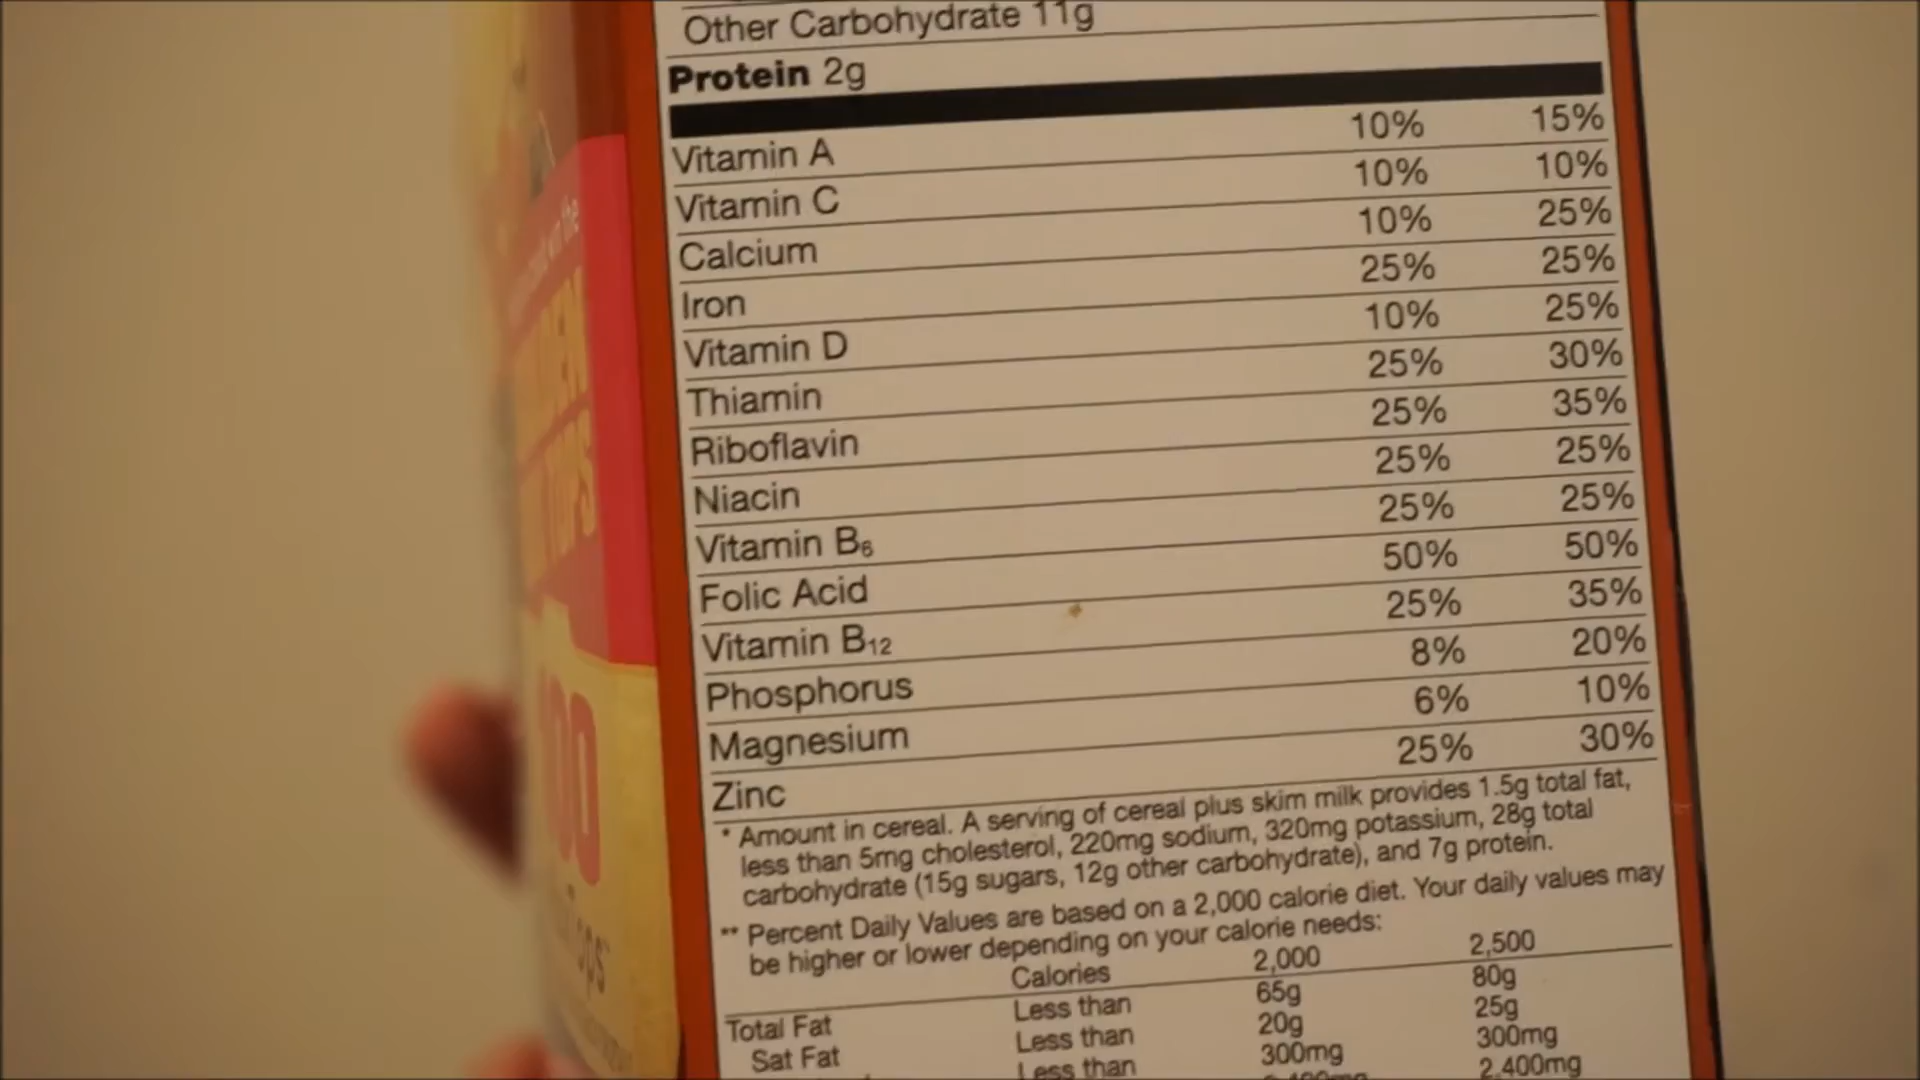 Other Carbohydrate 11g
Protein 2g
Vitamin A 10% 15%
Vitamin C 10% 10%
Calcium 10% 25%
Iron 25% 25%
Vitamin D 10% 25%
Thiamin 25% 30%
Riboflavin 25% 35%
Niacin 25% 25%
Vitamin B6 25% 25%
Folic Acid 50% 50%
Vitamin B12 25% 35%
Phosphorus 8% 20%
Magnesium 6% 10%
Zinc 25% 30%
* Amount in cereal. A serving of cereal plus skim milk provides 1.5g total fat,
less than 5mg cholesterol, 220mg sodium, 320mg potassium, 28g total
carbohydrate (15g sugars, 12g other carbohydrate), and 7g protein.
** Percent Daily Values are based on a 2,000 calorie diet. Your daily values may
be higher or lower depending on your calorie needs:
Calories 2,000 2,500
Total Fat Less than 65g 80g
Sat Fat Less than 20g 25g
Less than 300mg 300mg
2,400mg